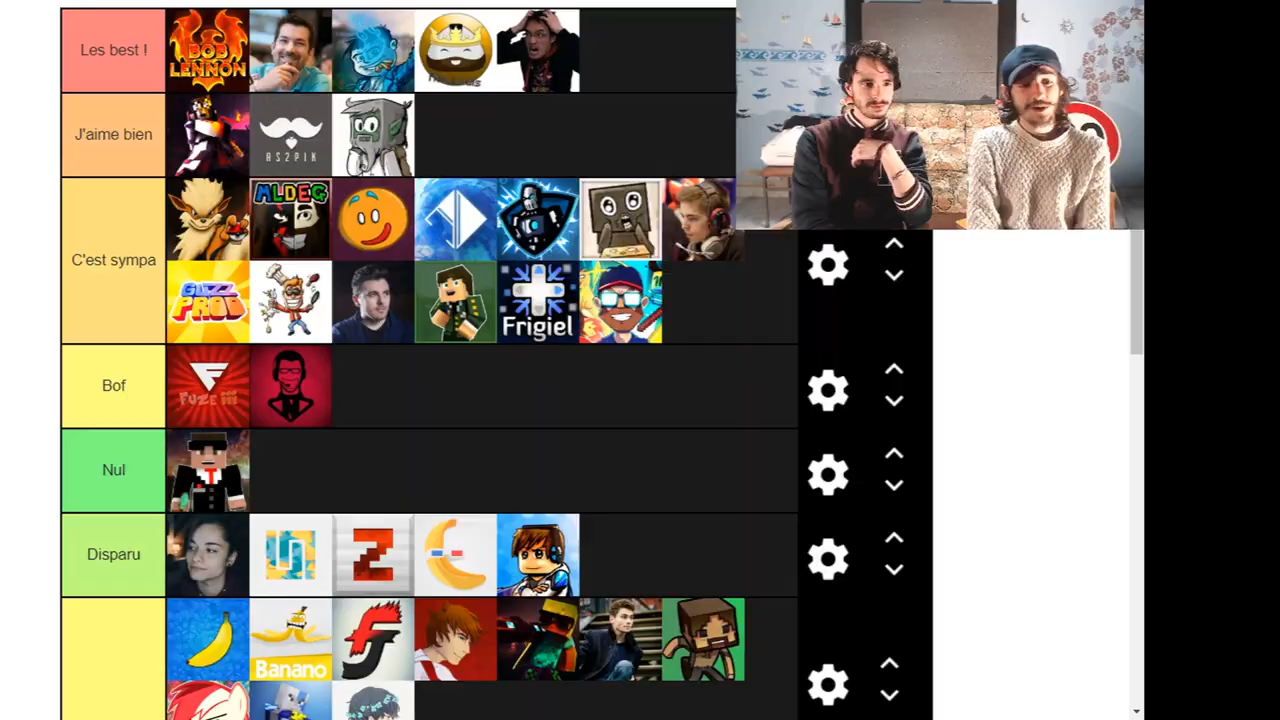 Les best !
BOB
LENNON
J'aime bien
AS2PIK
C'est sympa
MLDEG
GUZZ
PROD
Frigiel
Bof
FUZE III
Nul
Disparu
Banano